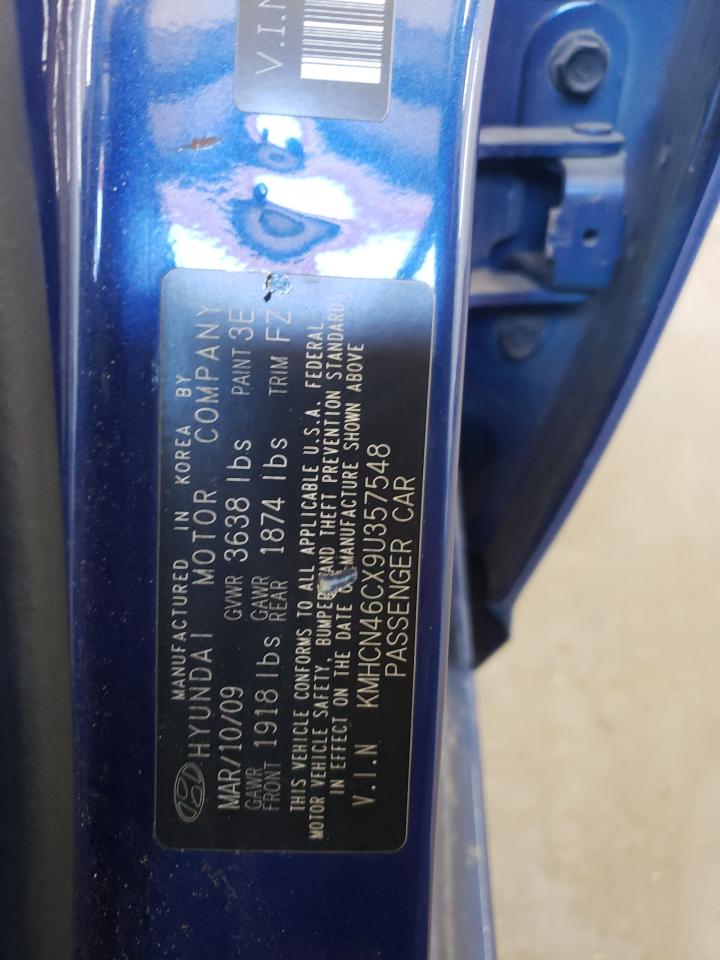 V.I.N
MANUFACTURED IN KOREA BY
HYUNDAI MOTOR COMPANY
MAR/10/09 GVWR 3638 lbs PAINT 3E
GAWR FRONT 1918 lbs GAWR REAR 1874 lbs TRIM FZ
THIS VEHICLE CONFORMS TO ALL APPLICABLE U.S.A. FEDERAL
MOTOR VEHICLE SAFETY, BUMPER AND THEFT PREVENTION STANDARD
IN EFFECT ON THE DATE OF MANUFACTURE SHOWN ABOVE
V.I.N KMHCN46CX9U357548
PASSENGER CAR